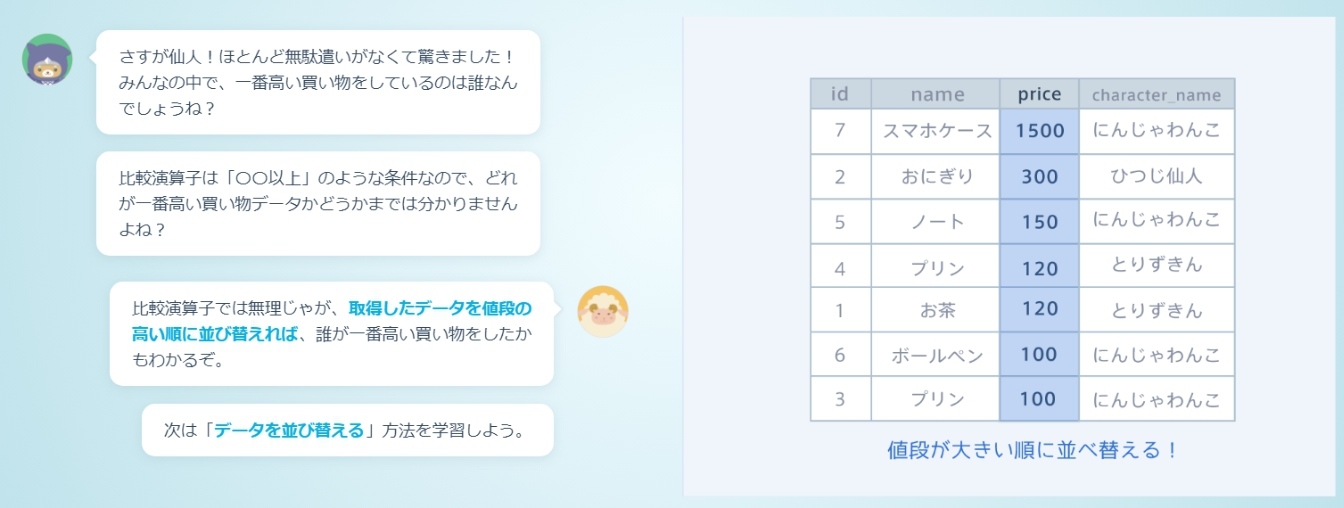 さすが仙人！ほとんど無駄遣いがなくて驚きました！
みんなの中で、一番高い買い物をしているのは誰なん
でしょうね？
比較演算子は「〇〇以上」のような条件なので、どれ
が一番高い買い物データかどうかまでは分かりません
よね？
比較演算子では無理じゃが、取得したデータを値段の
高い順に並び替えれば、誰が一番高い買い物をしたか
もわかるぞ。
次は「データを並び替える」方法を学習しよう。
id name price character_name
7 スマホケース 1500 にんじゃわんこ
2 おにぎり 300 ひつじ仙人
5 ノート 150 にんじゃわんこ
4 プリン 120 とりずきん
1 お茶 120 とりずきん
6 ボールペン 100 にんじゃわんこ
3 プリン 100 にんじゃわんこ
値段が大きい順に並べ替える！